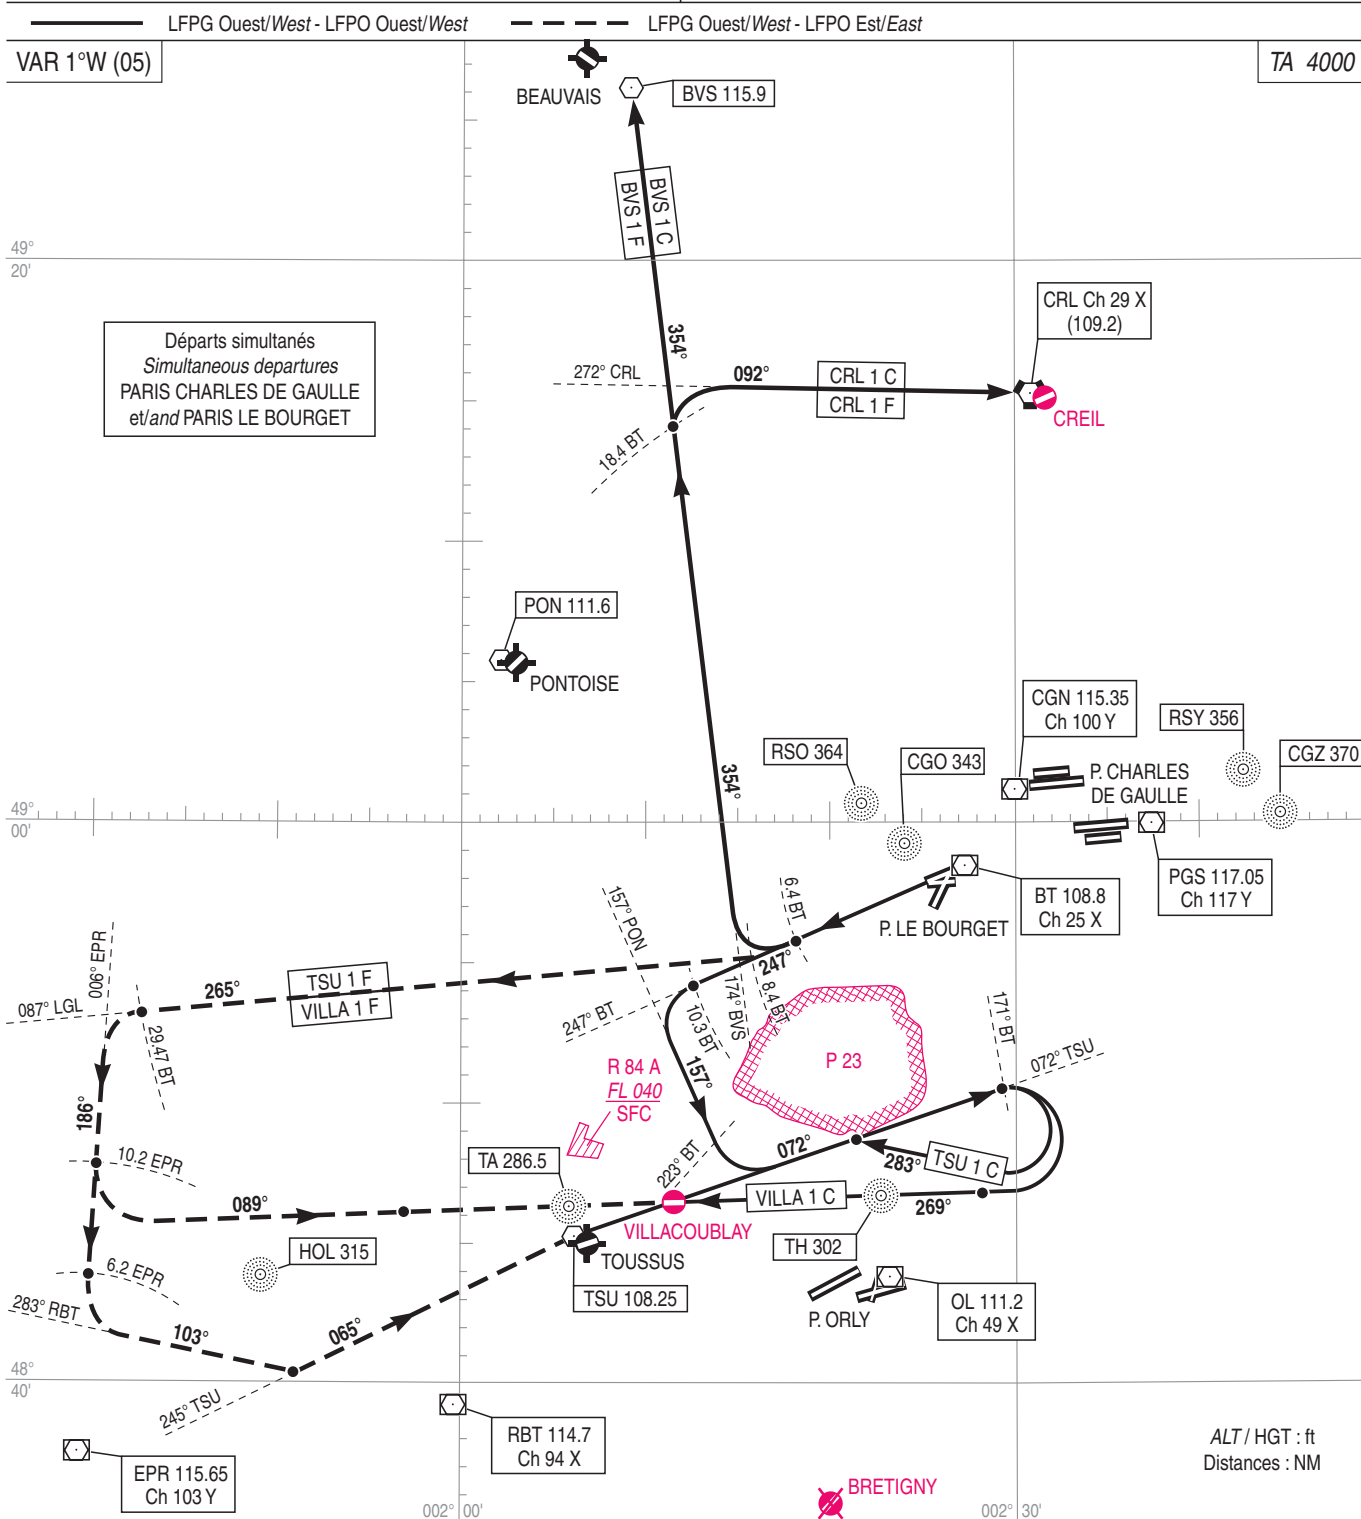 LFPG Ouest/West - LFPO Ouest/West
LFPG Ouest/West - LFPO Est/East
VAR 1°W (05)
TA 4000
BEAUVAIS
BVS 115.9
BVS 1 C
BVS 1 F
49°
20'
CRL Ch 29 X
(109.2)
Départs simultanés
Simultaneous departures
PARIS CHARLES DE GAULLE
et/and PARIS LE BOURGET
354°
272° CRL
092°
CRL 1 C
CRL 1 F
CREIL
18.4 BT
PON 111.6
PONTOISE
CGN 115.35
Ch 100 Y
RSY 356
RSO 364
CGO 343
CGZ 370
P. CHARLES
DE GAULLE
354°
49°
00'
PGS 117.05
Ch 117 Y
BT 108.8
Ch 25 X
P. LE BOURGET
6.4 BT
157° PON
006° EPR
087° LGL
265°
TSU 1 F
VILLA 1 F
247°
174° BVS
8.4 BT
10.3 BT
247° BT
29.47 BT
171° BT
072° TSU
P 23
R 84 A
FL 040
SFC
157°
186°
10.2 EPR
TA 286.5
223° BT
072°
283°
TSU 1 C
089°
VILLA 1 C
269°
VILLACOUBLAY
TH 302
HOL 315
TOUSSUS
6.2 EPR
283° RBT
TSU 108.25
P. ORLY
OL 111.2
Ch 49 X
103°
065°
48°
40'
245° TSU
RBT 114.7
Ch 94 X
EPR 115.65
Ch 103 Y
ALT / HGT : ft
Distances : NM
BRETIGNY
002° 00'
002° 30'